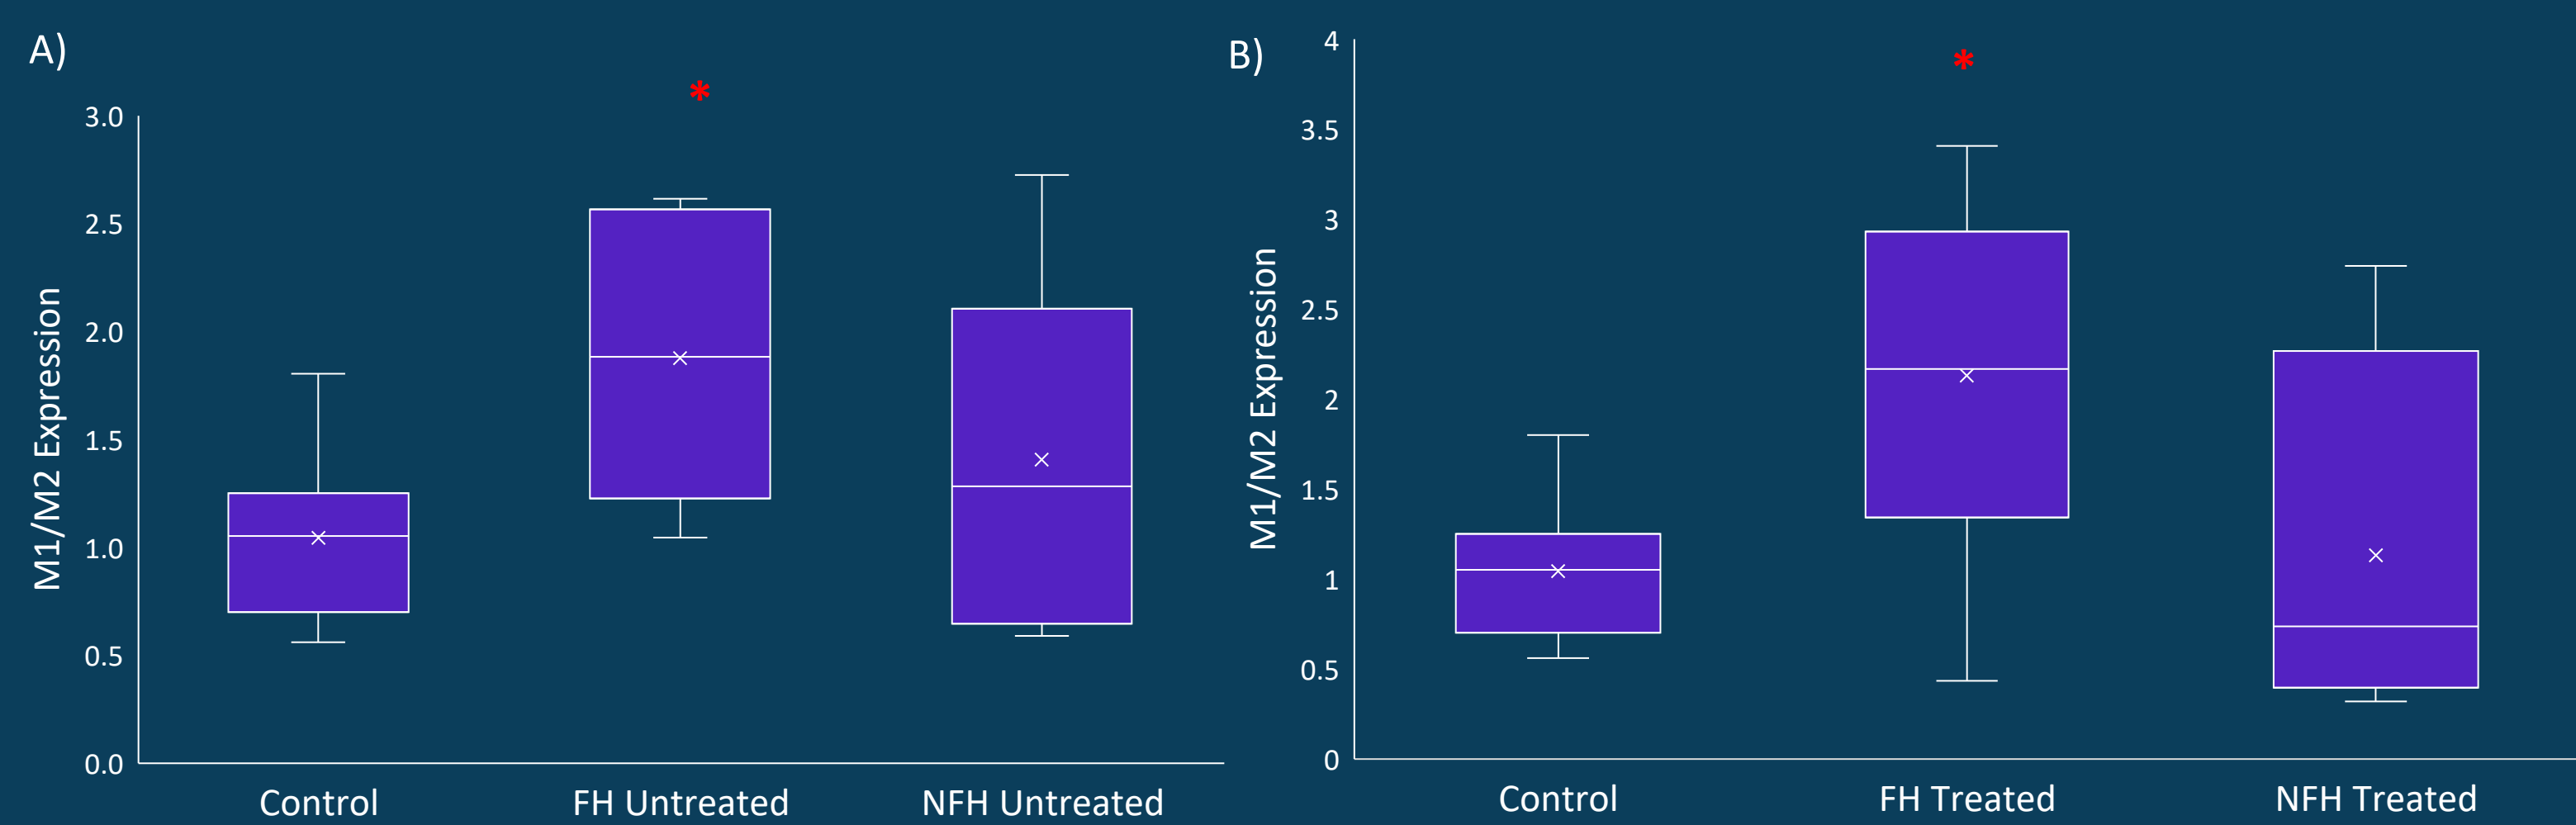 A)
*
3.0
2.5
2.0
1.5
1.0
0.5
0.0
M1/M2 Expression
Control
FH Untreated
NFH Untreated
B)
*
4
3.5
3
2.5
2
1.5
1
0.5
0
M1/M2 Expression
Control
FH Treated
NFH Treated